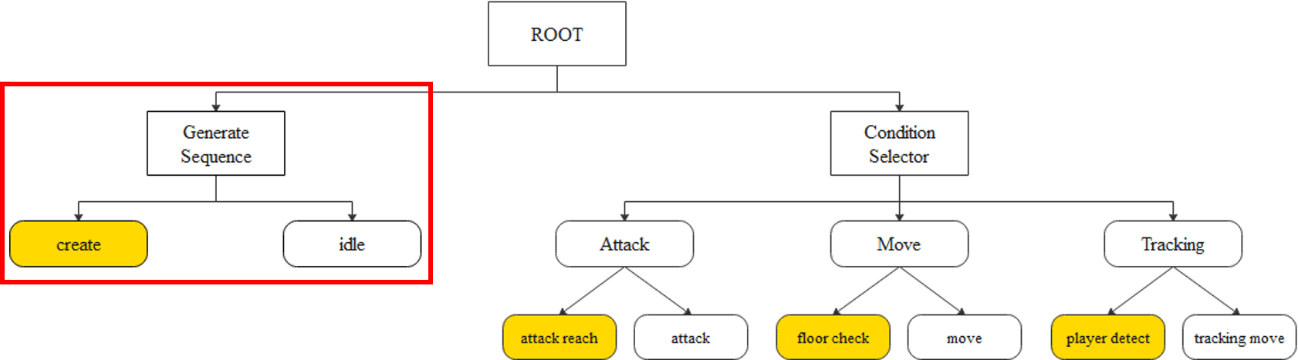 ROOT
Generate
Sequence
Condition
Selector
create
idle
Attack
Move
Tracking
attack reach
attack
floor check
move
player detect
tracking move